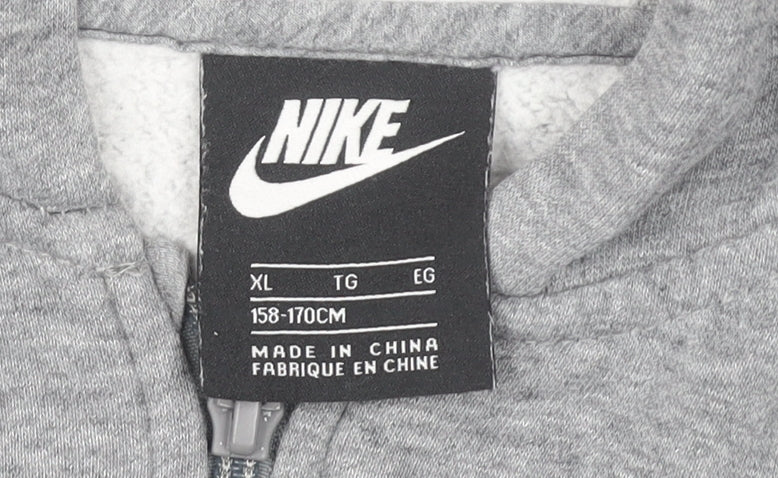 NIKE
XL TG EG
158-170CM
MADE IN CHINA
FABRIQUE EN CHINE